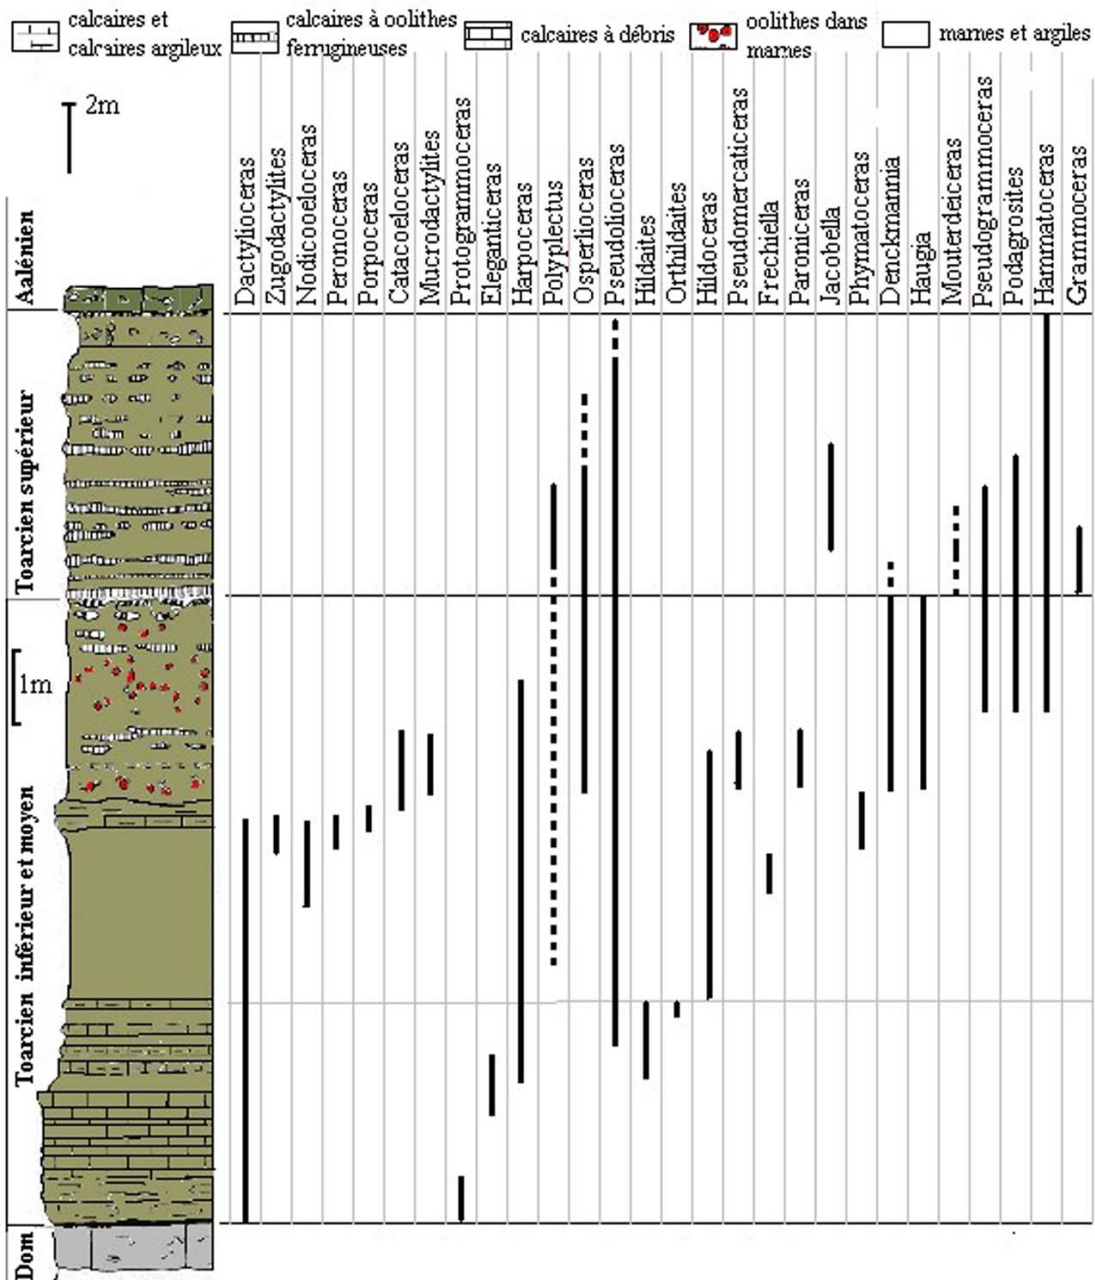 calcaires et
calcaires argileux
calcaires à oolithes
ferrugineuses
calcaires à débris
oolithes dans
marnes
marnes et argiles
2m
Dactylioceras
Zugodactylites
Nodicooeloceras
Peromoceras
Porpoceras
Catacoeloceras
Mucrodactylites
Protogrammoceras
Eleganticeras
Harpoceras
Polyplectus
Osperlioceras
Pseudolioceras
Hildaites
Orthildaites
Hildoceras
Pseudomercaticeras
Frechiella
Paroniceras
Jacobella
Phymatoceras
Denckmannia
Haugia
Mouterdeiceras
Pseudogrammoceras
Podagrosites
Hammatoceras
Grammoceras
Aalénien
Toarcien supérieur
1m
Toarcien inférieur et moyen
Dom